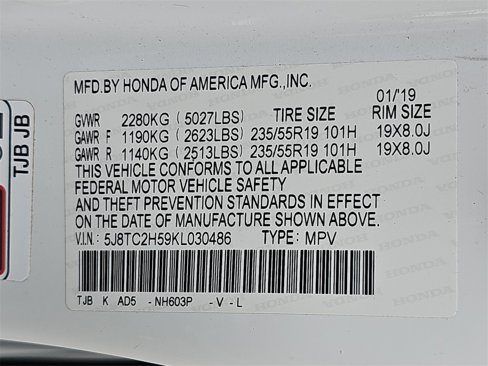 MFD.BY HONDA OF AMERICA MFG.,INC.
01/'19
GVWR 2280KG (5027LBS) TIRE SIZE RIM SIZE
GAWR F 1190KG (2623LBS) 235/55R19 101H 19X8.0J
GAWR R 1140KG (2513LBS) 235/55R19 101H 19X8.0J
THIS VEHICLE CONFORMS TO ALL APPLICABLE
FEDERAL MOTOR VEHICLE SAFETY
AND THEFT PREVENTION STANDARDS IN EFFECT
ON THE DATE OF MANUFACTURE SHOWN ABOVE.
V.I.N.: 5J8TC2H59KL030486 TYPE: MPV
TJB K AD5 -NH603P -V -L
TJB JB